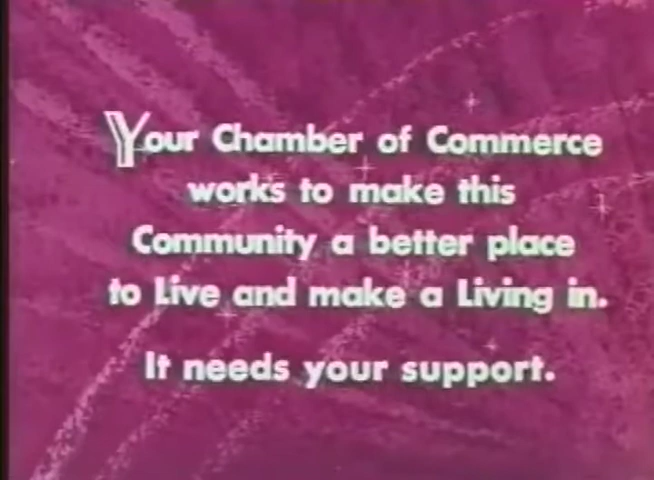 Your Chamber of Commerce
works to make this
Community a better place
to Live and make a Living in.
It needs your support.